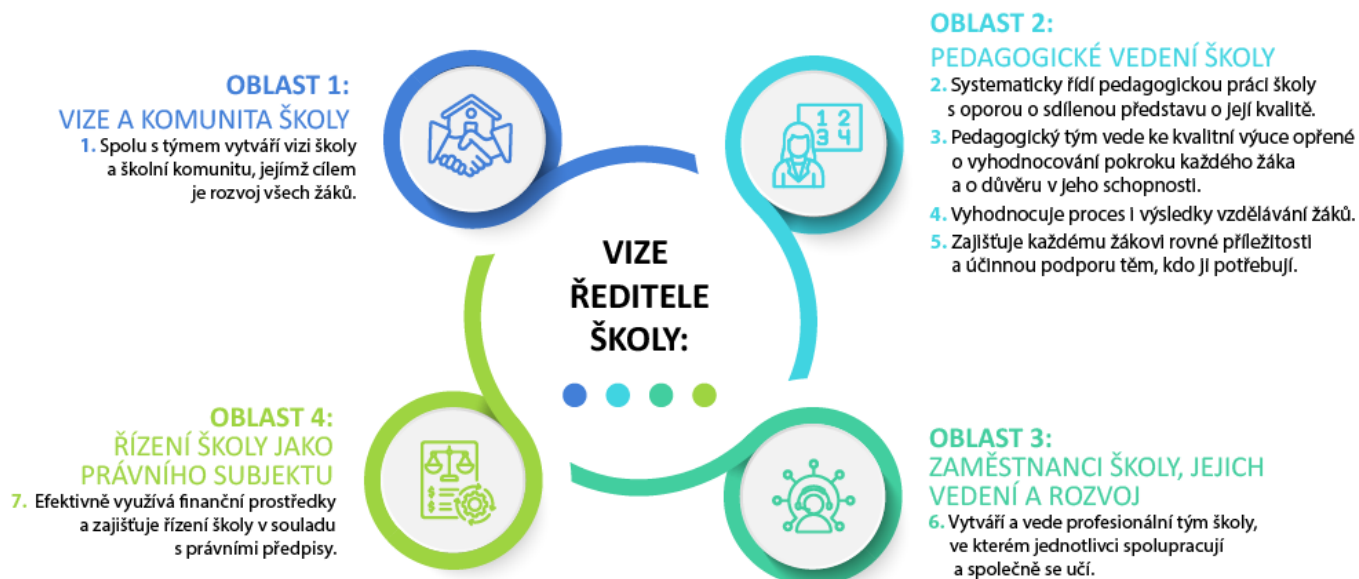 OBLAST 1:
VIZE A KOMUNITA ŠKOLY
1. Spolu s týmem vytváří vizi školy
a školní komunitu, jejímž cílem
je rozvoj všech žáků.
OBLAST 2:
PEDAGOGICKÉ VEDENÍ ŠKOLY
2. Systematicky řídí pedagogickou práci školy
s oporou o sdílenou představu o její kvalitě.
3. Pedagogický tým vede ke kvalitní výuce opřené
o vyhodnocování pokroku každého žáka
a o důvěru v jeho schopnosti.
4. Vyhodnocuje proces i výsledky vzdělávání žáků.
5. Zajišťuje každému žákovi rovné příležitosti
a účinnou podporu těm, kdo ji potřebují.
1 2
3 4
VIZE
ŘEDITELE
ŠKOLY:
OBLAST 3:
ZAMĚSTNANCI ŠKOLY, JEJICH
VEDENÍ A ROZVOJ
6. Vytváří a vede profesionální tým školy,
ve kterém jednotlivci spolupracují
a společně se učí.
OBLAST 4:
ŘÍZENÍ ŠKOLY JAKO
PRÁVNÍHO SUBJEKTU
7. Efektivně využívá finanční prostředky
a zajišťuje řízení školy v souladu
s právními předpisy.
$
$